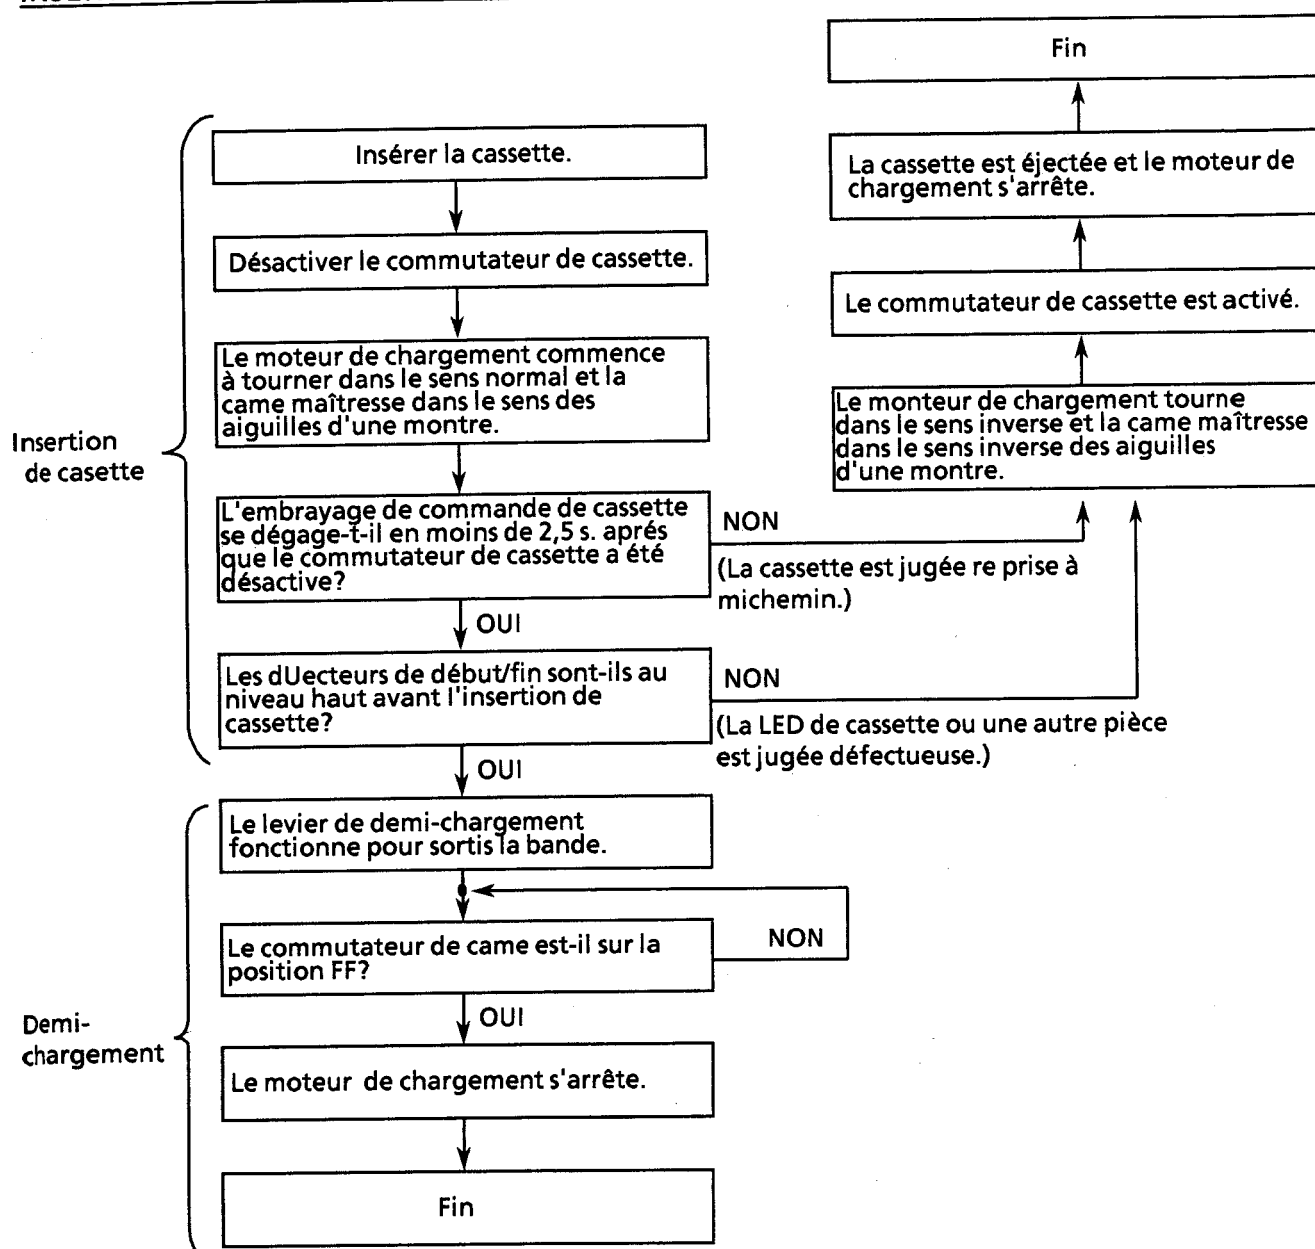 Fin
Insérer la cassette.
La cassette est éjectée et le moteur de
chargement s'arrête.
Désactiver le commutateur de cassette.
Le commutateur de cassette est activé.
Le moteur de chargement commence
à tourner dans le sens normal et la
came maîtresse dans le sens des
aiguilles d'une montre.
Le monteur de chargement tourne
dans le sens inverse et la came maîtresse
dans le sens inverse des aiguilles
d'une montre.
Insertion
de casette
L'embrayage de commande de cassette
se dégage-t-il en moins de 2,5 s. aprés
que le commutateur de cassette a été
désactive?
NON
(La cassette est jugée re prise à
michemin.)
OUI
Les dUecteurs de début/fin sont-ils au
niveau haut avant l'insertion de
cassette?
NON
(La LED de cassette ou une autre pièce
est jugée défectueuse.)
OUI
Le levier de demi-chargement
fonctionne pour sortis la bande.
Le commutateur de came est-il sur la
position FF?
NON
OUI
Demi-
chargement
Le moteur de chargement s'arrête.
Fin